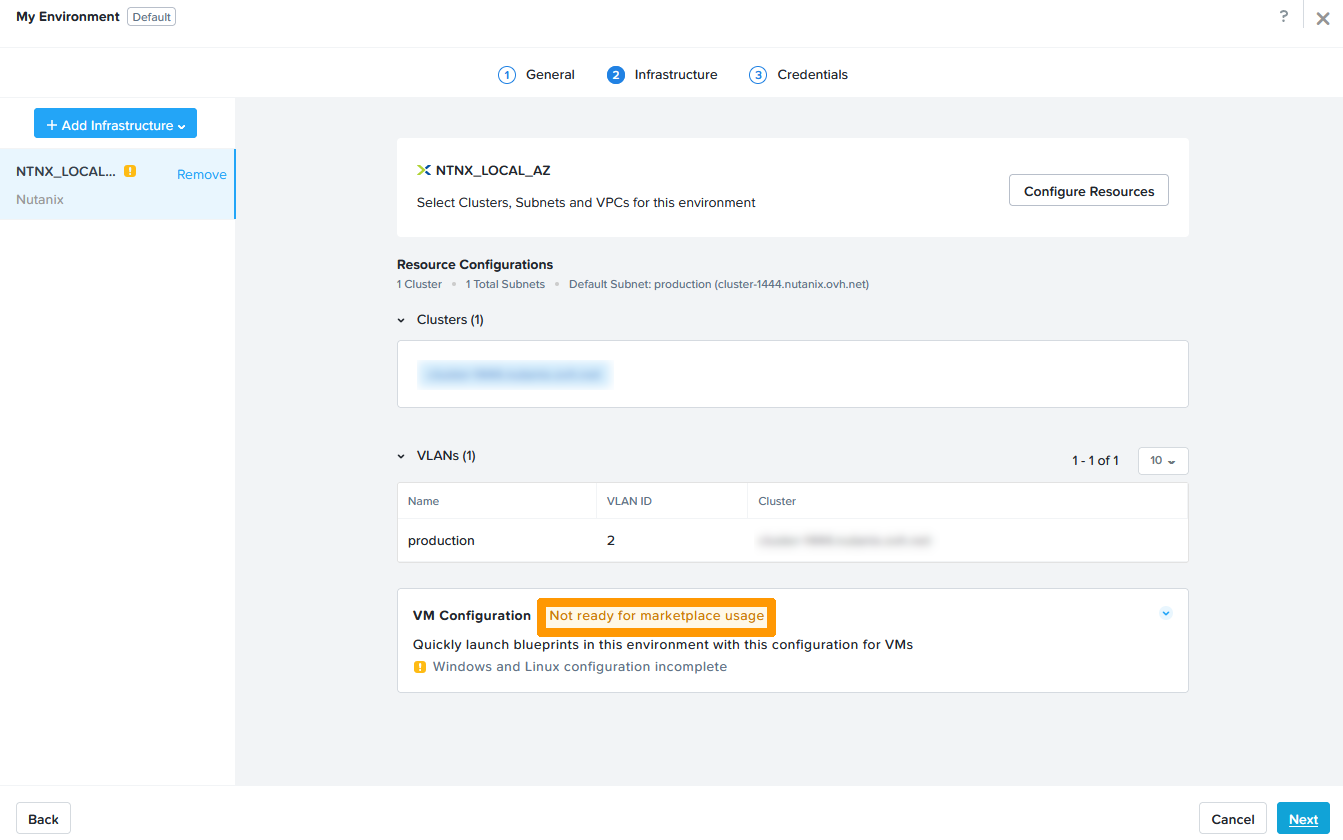 My Environment Default
?
1 General 2 Infrastructure 3 Credentials
+ Add Infrastructure
NTNX_LOCAL... !
Remove
Nutanix
NTNX_LOCAL_AZ
Select Clusters, Subnets and VPCs for this environment
Configure Resources
Resource Configurations
1 Cluster 1 Total Subnets Default Subnet: production (cluster-1444.nutanix.ovh.net)
Clusters (1)
VLANs (1)
1 - 1 of 1 10
Name VLAN ID Cluster
production 2
VM Configuration Not ready for marketplace usage
Quickly launch blueprints in this environment with this configuration for VMs
! Windows and Linux configuration incomplete
Back Cancel Next